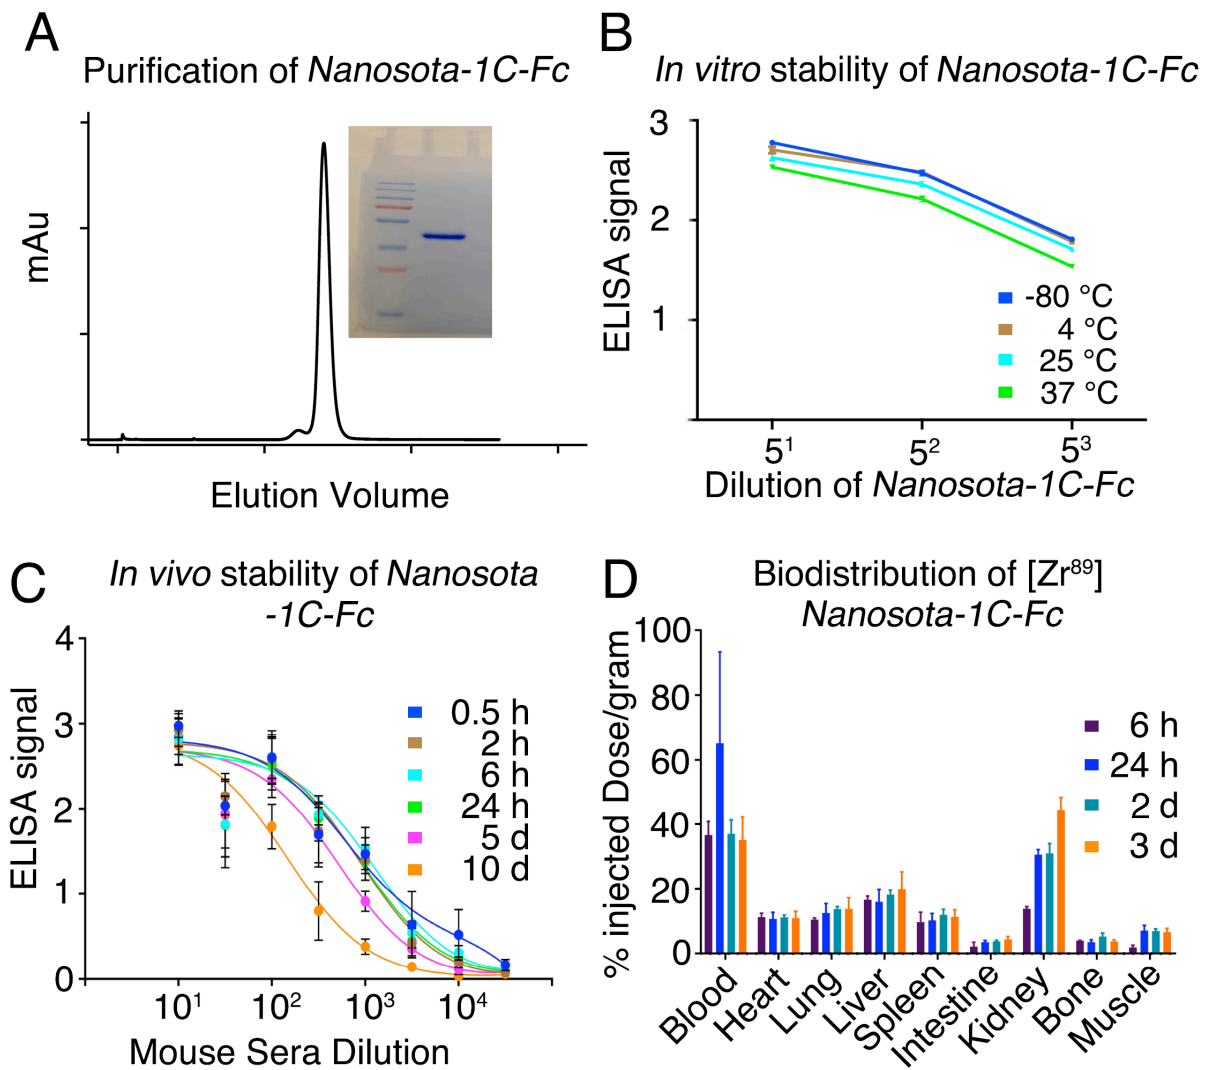 A
Purification of Nanosota-1C-Fc
mAu
Elution Volume
B
In vitro stability of Nanosota-1C-Fc
ELISA signal
3
2
1
-80 °C
4 °C
25 °C
37 °C
5¹ 5² 5³
Dilution of Nanosota-1C-Fc
C
In vivo stability of Nanosota
-1C-Fc
ELISA signal
4
3
2
1
0
0.5 h
2 h
6 h
24 h
5 d
10 d
10¹ 10² 10³ 10⁴
Mouse Sera Dilution
D
Biodistribution of [Zr⁸⁹]
Nanosota-1C-Fc
% injected Dose/gram
100
80
60
40
20
0
6 h
24 h
2 d
3 d
Blood
Heart
Lung
Liver
Spleen
Intestine
Kidney
Bone
Muscle